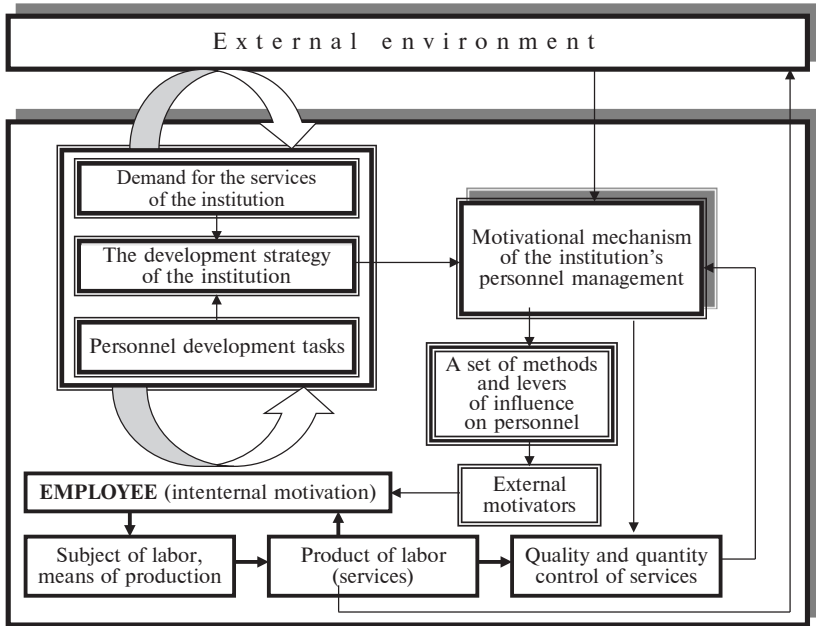 External environment
Demand for the services
of the institution
The development strategy
of the institution
Personnel development tasks
Motivational mechanism
of the institution's
personnel management
A set of methods
and levers
of influence
on personnel
External
motivators
EMPLOYEE (intenternal motivation)
Subject of labor,
means of production
Product of labor
(services)
Quality and quantity
control of services